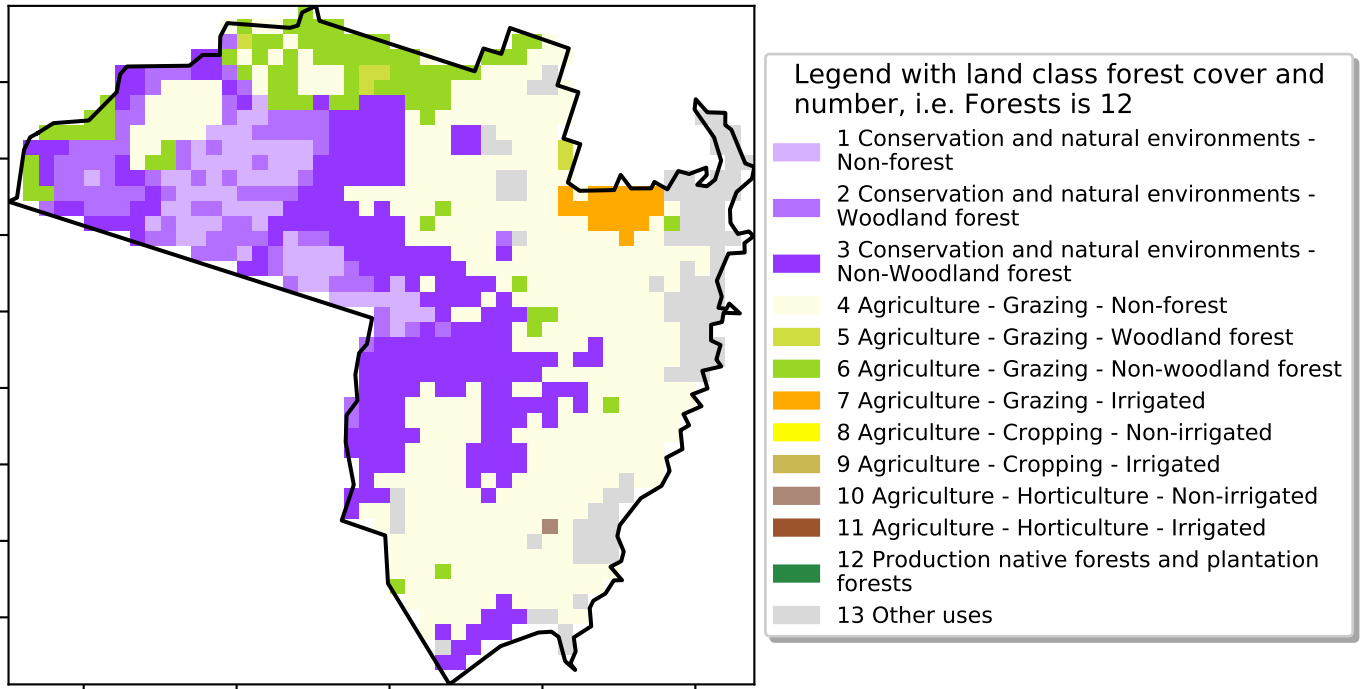 Legend with land class forest cover and
number, i.e. Forests is 12
1 Conservation and natural environments -
Non-forest
2 Conservation and natural environments -
Woodland forest
3 Conservation and natural environments -
Non-Woodland forest
4 Agriculture - Grazing - Non-forest
5 Agriculture - Grazing - Woodland forest
6 Agriculture - Grazing - Non-woodland forest
7 Agriculture - Grazing - Irrigated
8 Agriculture - Cropping - Non-irrigated
9 Agriculture - Cropping - Irrigated
10 Agriculture - Horticulture - Non-irrigated
11 Agriculture - Horticulture - Irrigated
12 Production native forests and plantation
forests
13 Other uses